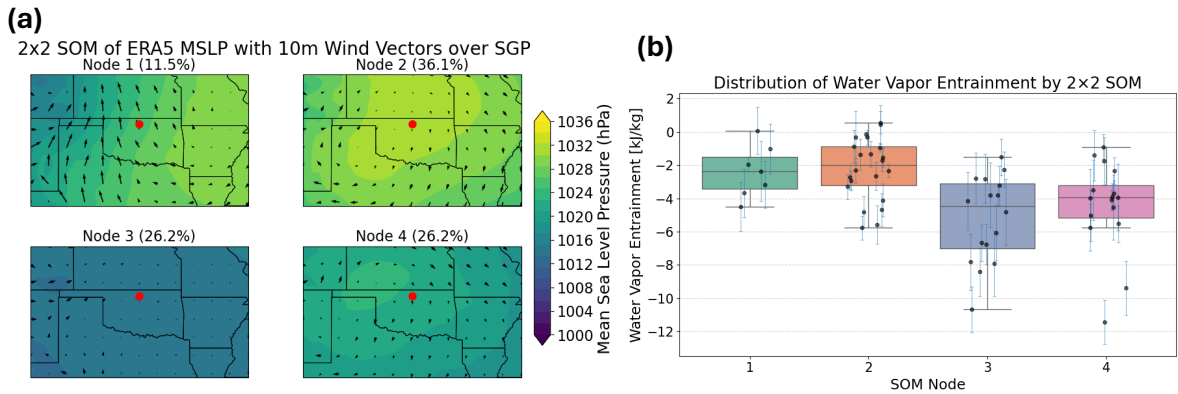 (a)
2x2 SOM of ERA5 MSLP with 10m Wind Vectors over SGP
Node 1 (11.5%)
Node 2 (36.1%)
Node 3 (26.2%)
Node 4 (26.2%)
1036
1032
1028
1024
1020
1016
1012
1008
1004
1000
Mean Sea Level Pressure (hPa)
(b)
Distribution of Water Vapor Entrainment by 2×2 SOM
Water Vapor Entrainment [kJ/kg]
2
0
−2
−4
−6
−8
−10
−12
1 2 3 4
SOM Node